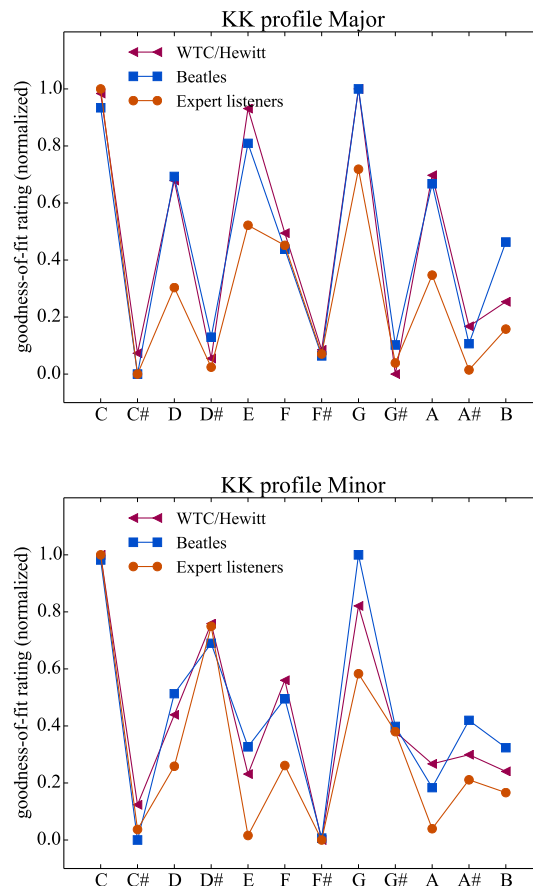 KK profile Major
WTC/Hewitt
Beatles
Expert listeners
goodness-of-fit rating (normalized)
1.0
0.8
0.6
0.4
0.2
0.0
C C# D D# E F F# G G# A A# B
KK profile Minor
WTC/Hewitt
Beatles
Expert listeners
goodness-of-fit rating (normalized)
1.0
0.8
0.6
0.4
0.2
0.0
C C# D D# E F F# G G# A A# B